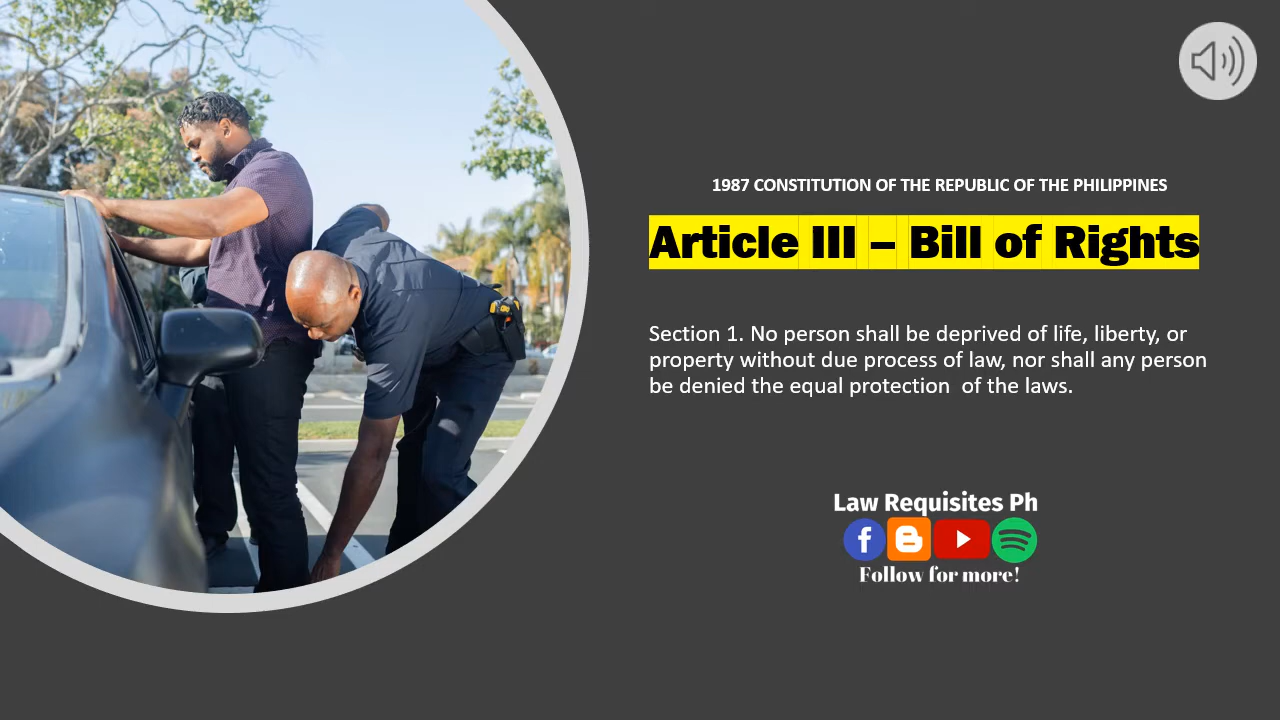 1987 CONSTITUTION OF THE REPUBLIC OF THE PHILIPPINES
Article III – Bill of Rights
Section 1. No person shall be deprived of life, liberty, or
property without due process of law, nor shall any person
be denied the equal protection  of the laws.
Law Requisites Ph
Follow for more!